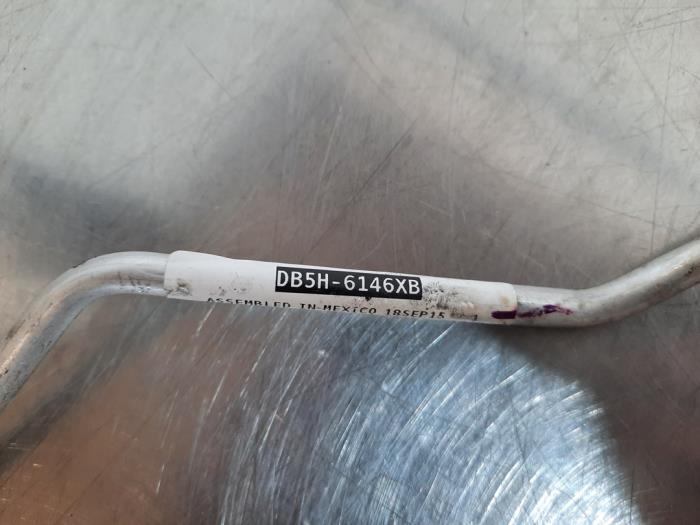 DB5H-6146XB
ASSEMBLED IN MEXICO 18SEP15